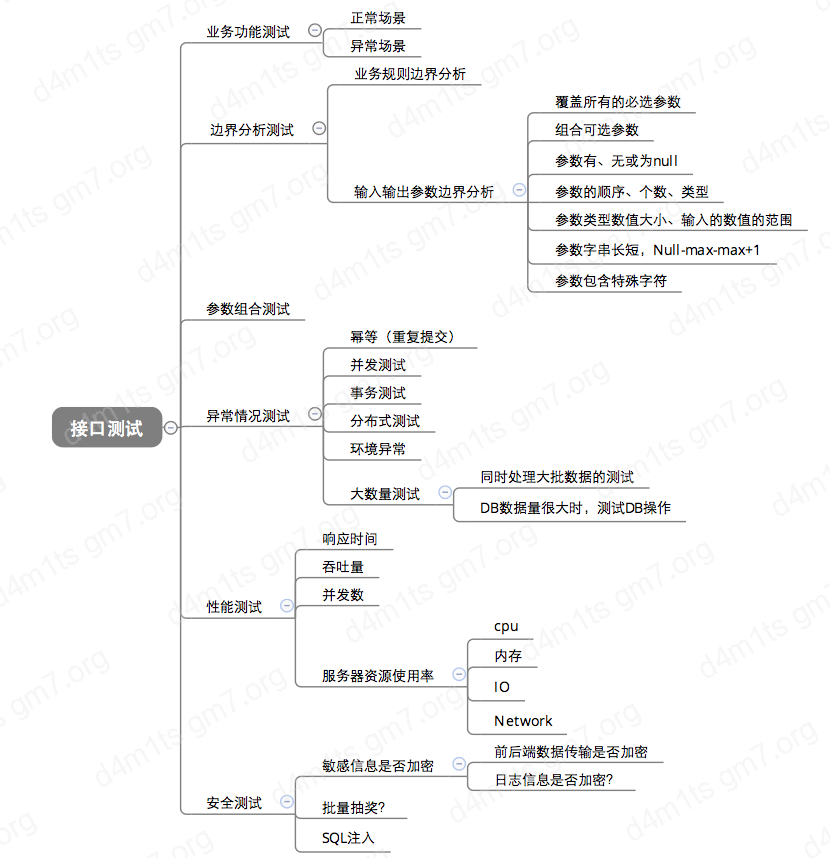 接口测试
业务功能测试
正常场景
异常场景
边界分析测试
业务规则边界分析
输入输出参数边界分析
覆盖所有的必选参数
组合可选参数
参数有、无或为null
参数的顺序、个数、类型
参数类型数值大小、输入的数值的范围
参数字串长短，Null-max-max+1
参数包含特殊字符
参数组合测试
异常情况测试
幂等（重复提交）
并发测试
事务测试
分布式测试
环境异常
大数量测试
同时处理大批数据的测试
DB数据量很大时，测试DB操作
性能测试
响应时间
吞吐量
并发数
服务器资源使用率
cpu
内存
IO
Network
安全测试
敏感信息是否加密
前后端数据传输是否加密
日志信息是否加密?
批量抽奖?
SQL注入
d4m1ts gm7.org